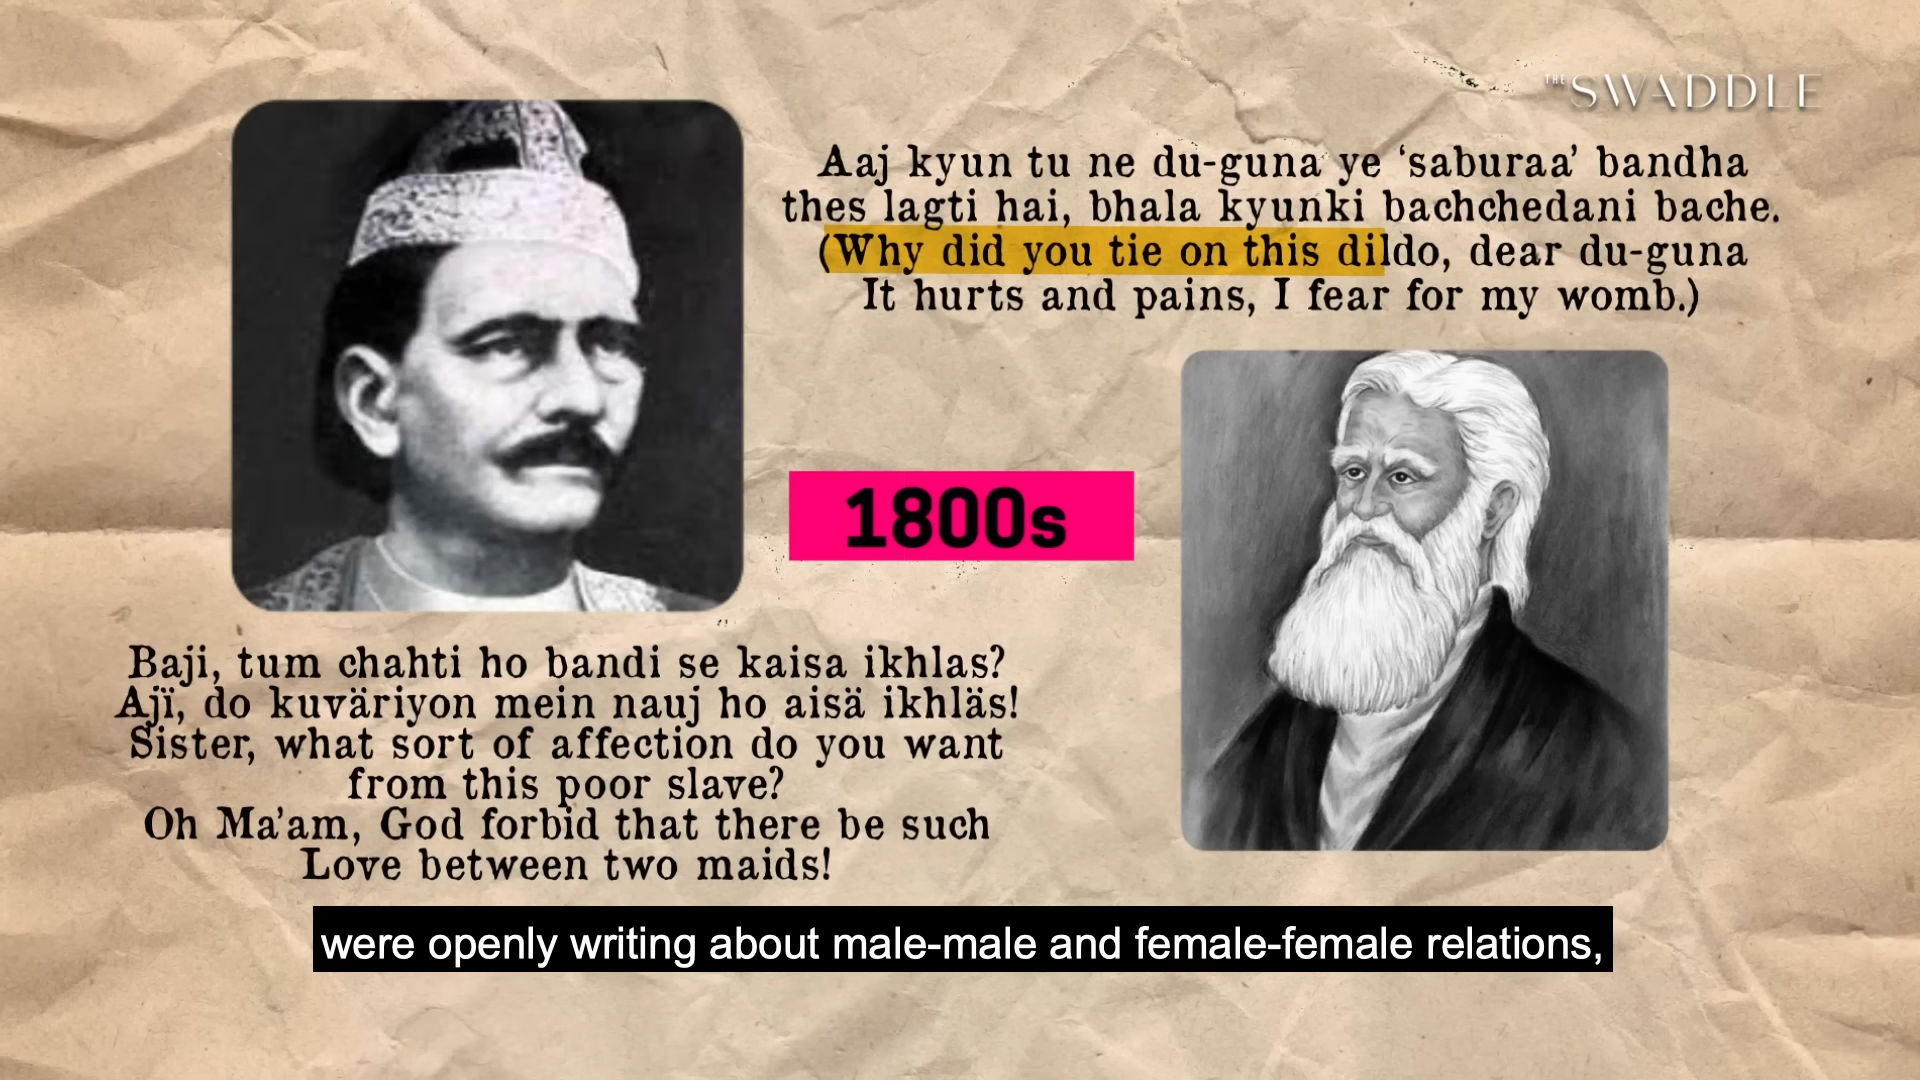 THE SWADDLE
Aaj kyun tu ne du-guna ye ‘saburaa’ bandha
thes lagti hai, bhala kyunki bachchedani bache.
(Why did you tie on this dildo, dear du-guna
It hurts and pains, I fear for my womb.)
1800s
Baji, tum chahti ho bandi se kaisa ikhlas?
Ajï, do kuväriyon mein nauj ho aisä ikhläs!
Sister, what sort of affection do you want
from this poor slave?
Oh Ma’am, God forbid that there be such
Love between two maids!
were openly writing about male-male and female-female relations,